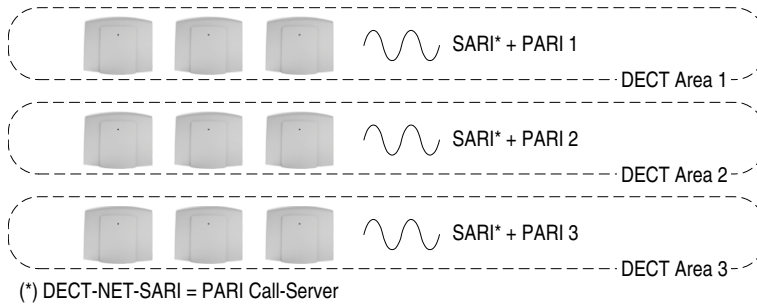 SARI* + PARI 1
DECT Area 1
SARI* + PARI 2
DECT Area 2
SARI* + PARI 3
DECT Area 3
(*) DECT-NET-SARI = PARI Call-Server